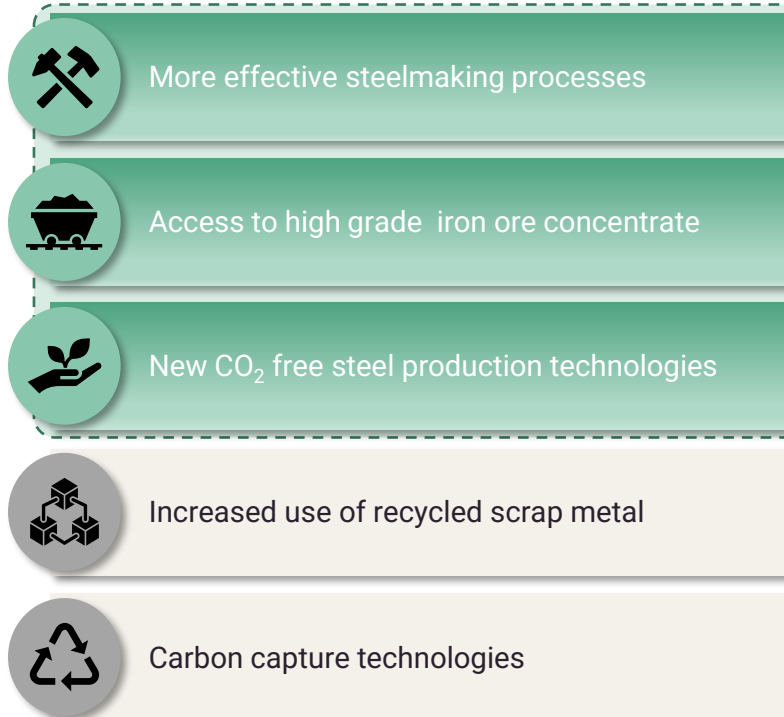 More effective steelmaking processes
Access to high grade  iron ore concentrate
New CO₂ free steel production technologies
Increased use of recycled scrap metal
Carbon capture technologies